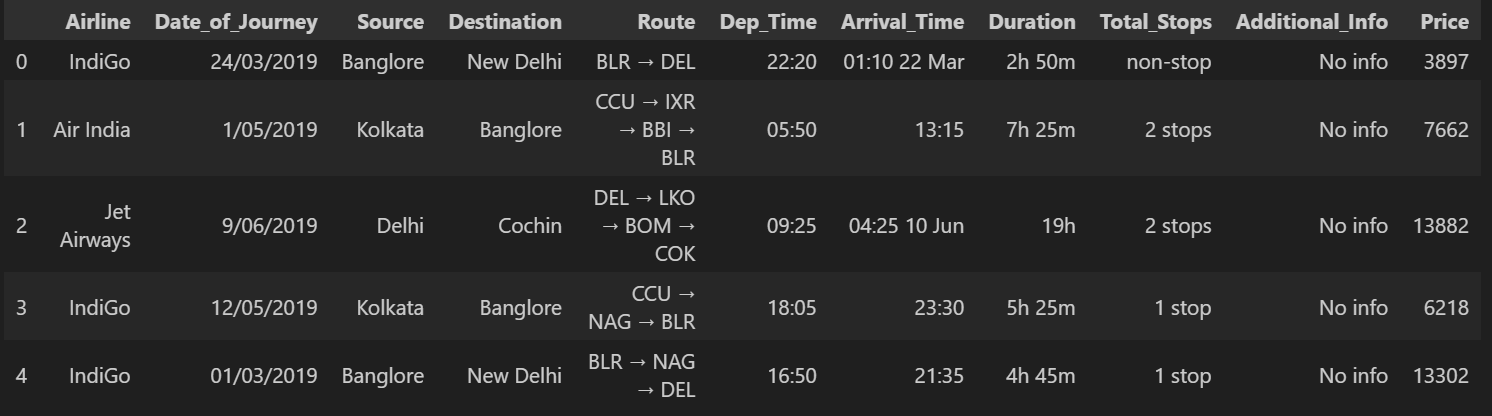 Airline Date_of_Journey Source Destination Route Dep_Time Arrival_Time Duration Total_Stops Additional_Info Price
0 IndiGo 24/03/2019 Banglore New Delhi BLR → DEL 22:20 01:10 22 Mar 2h 50m non-stop No info 3897
CCU → IXR
1 Air India 1/05/2019 Kolkata Banglore → BBI → 05:50 13:15 7h 25m 2 stops No info 7662
BLR
DEL → LKO
Jet
2 9/06/2019 Delhi Cochin → BOM → 09:25 04:25 10 Jun 19h 2 stops No info 13882
Airways
COK
CCU →
3 IndiGo 12/05/2019 Kolkata Banglore 18:05 23:30 5h 25m 1 stop No info 6218
NAG → BLR
BLR → NAG
4 IndiGo 01/03/2019 Banglore New Delhi 16:50 21:35 4h 45m 1 stop No info 13302
→ DEL